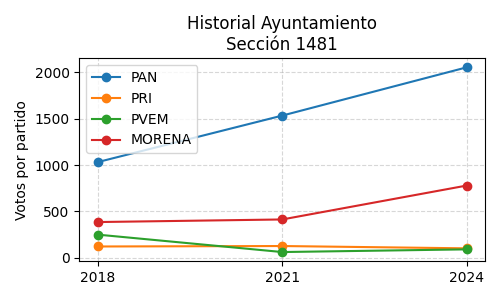 Historial Ayuntamiento
Sección 1481
Votos por partido
2000
1500
1000
500
0
PAN
PRI
PVEM
MORENA
2018 2021 2024